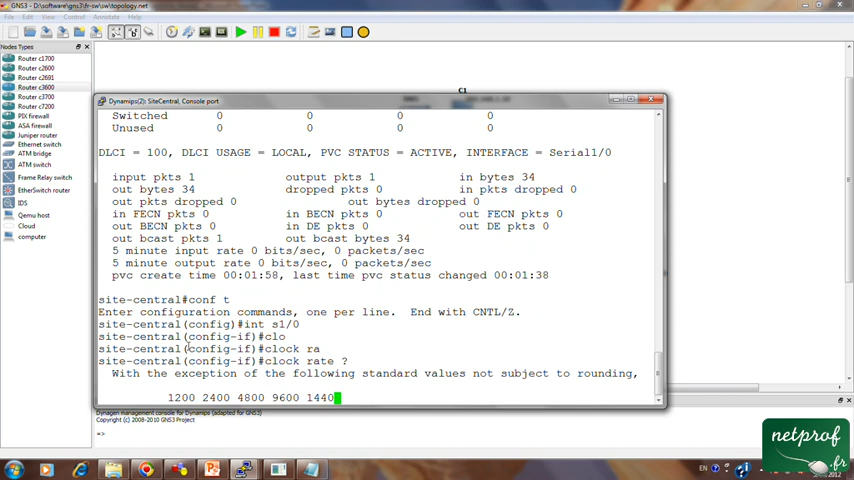 GNS3 - D:\software\gns3\fr-sw\sw\topology.net
File Edit View Control Annotate Help
Nodes Types
Router c1700
Router c2600
Router c2691
Router c3600
Router c3700
Router c7200
PIX firewall
ASA firewall
Juniper router
Ethernet switch
ATM bridge
ATM switch
Frame Relay switch
EtherSwitch router
IDS
Qemu host
Cloud
computer
C1
Dynamips(2): SiteCentral, Console port
Switched 0 0 0 0
Unused 0 0 0 0
DLCI = 100, DLCI USAGE = LOCAL, PVC STATUS = ACTIVE, INTERFACE = Serial1/0
input pkts 1 output pkts 1 in bytes 34
out bytes 34 dropped pkts 0 in pkts dropped 0
out pkts dropped 0 out bytes dropped 0
in FECN pkts 0 in BECN pkts 0 out FECN pkts 0
out BECN pkts 0 in DE pkts 0 out DE pkts 0
out bcast pkts 1 out bcast bytes 34
5 minute input rate 0 bits/sec, 0 packets/sec
5 minute output rate 0 bits/sec, 0 packets/sec
pvc create time 00:01:58, last time pvc status changed 00:01:38
site-central#conf t
Enter configuration commands, one per line. End with CNTL/Z.
site-central(config)#int s1/0
site-central(config-if)#clo
site-central(config-if)#clock ra
site-central(config-if)#clock rate ?
With the exception of the following standard values not subject to rounding,
1200 2400 4800 9600 1440
Dynagen management console for Dynamips (adapted for GNS3)
Copyright (c) 2008-2010 GNS3 Project
=>
EN
netprof
.fr